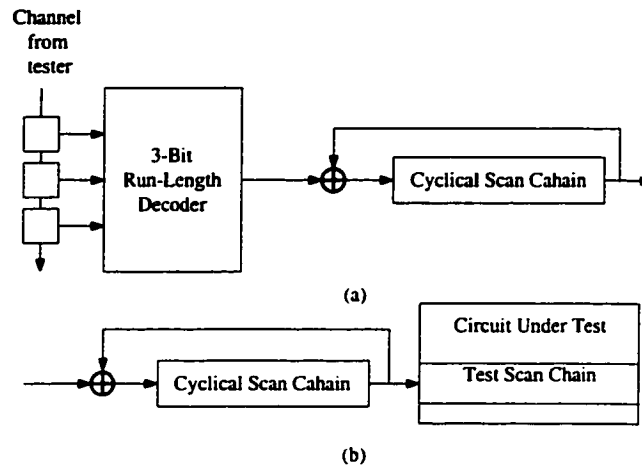 Channel
from
tester
3-Bit
Run-Length
Decoder
Cyclical Scan Cahain
(a)
Circuit Under Test
Cyclical Scan Cahain
Test Scan Chain
(b)